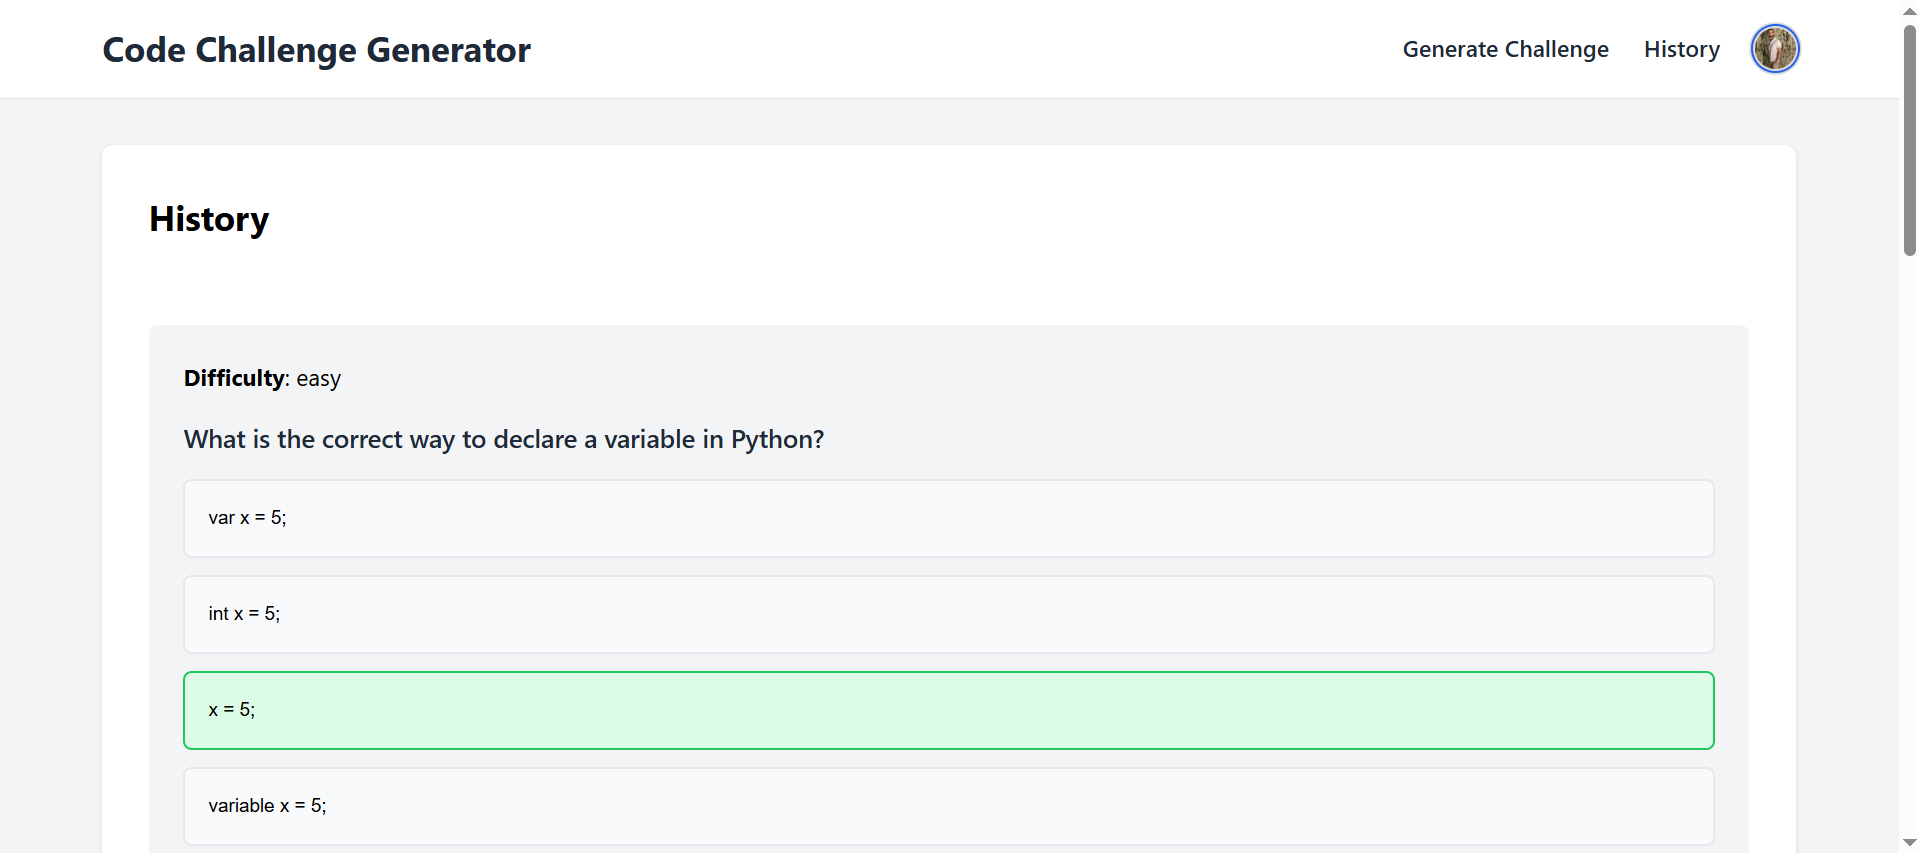 Code Challenge Generator
Generate Challenge
History
History
Difficulty: easy
What is the correct way to declare a variable in Python?
var x = 5;
int x = 5;
x = 5;
variable x = 5;